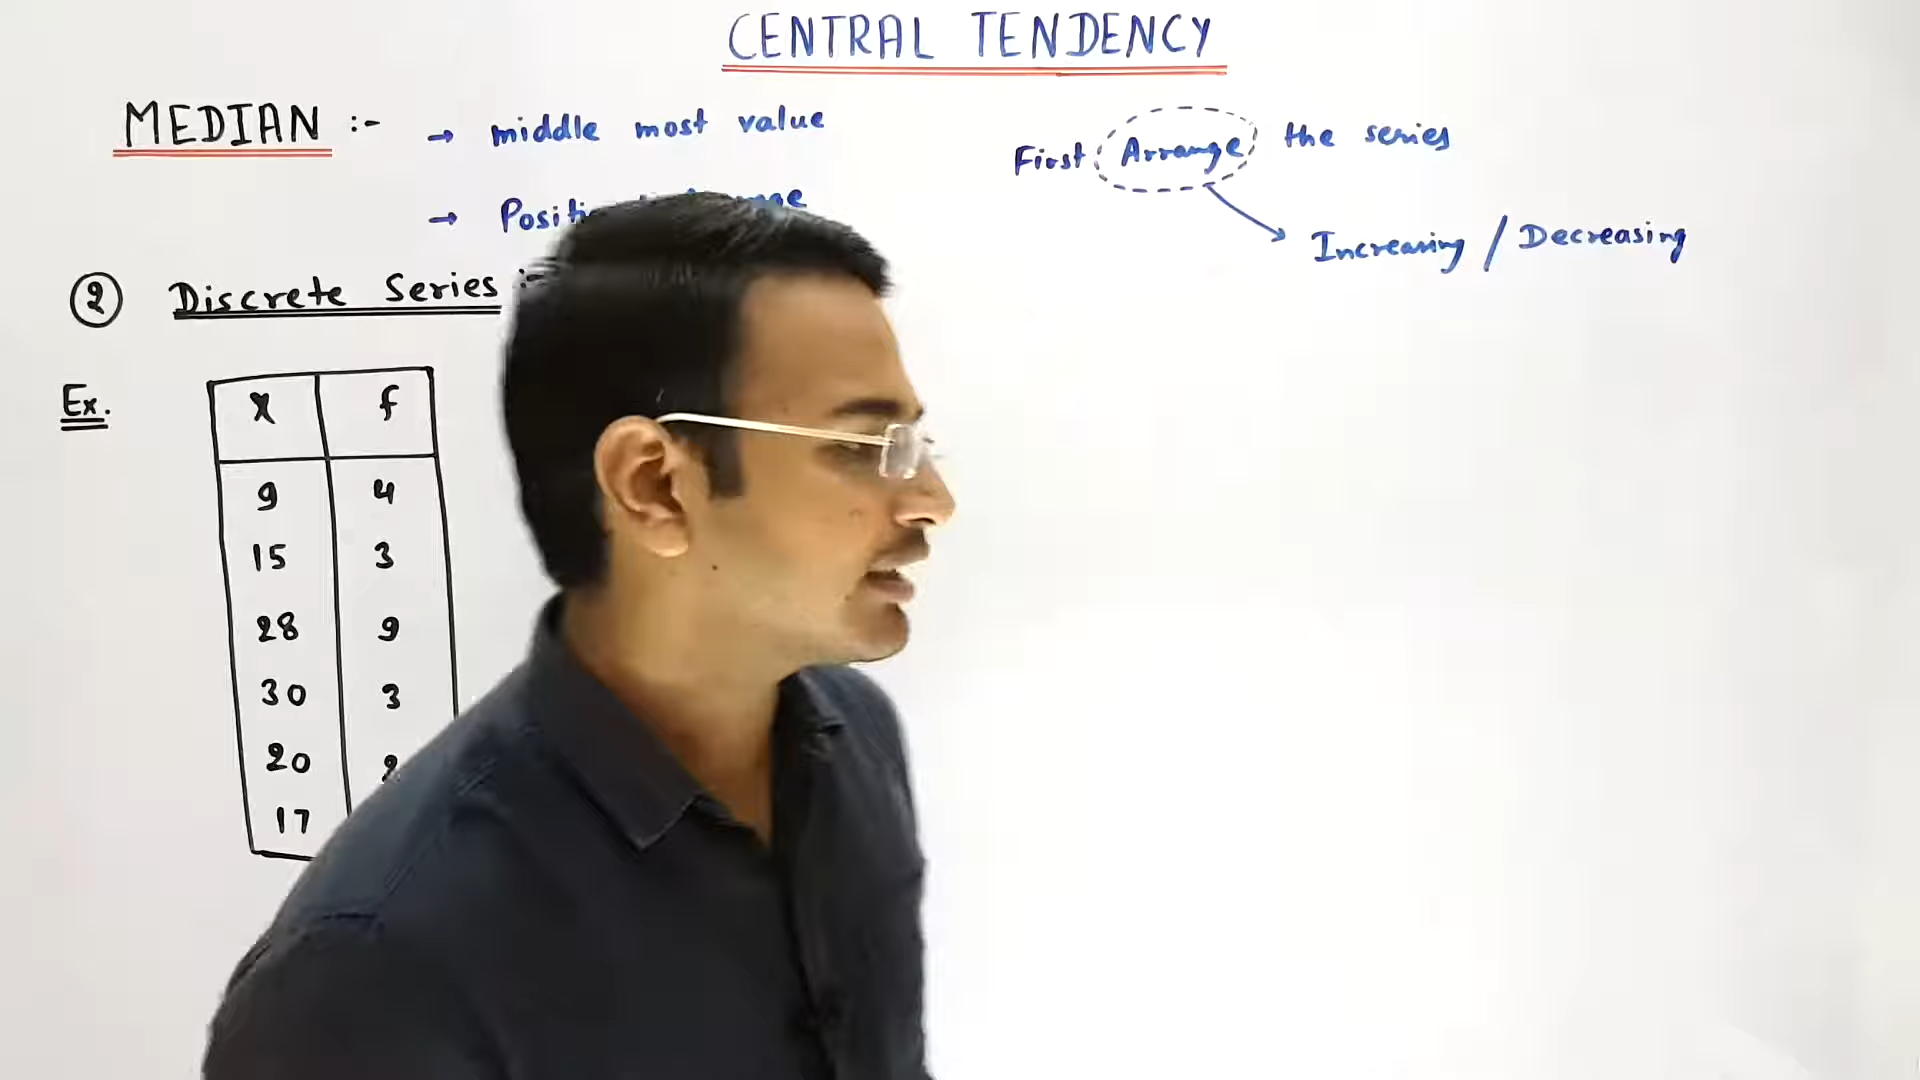 CENTRAL TENDENCY
MEDIAN :- → middle most value
First Arrange the series
→
Increasing / Decreasing
② Discrete Series :-
Ex.
X f
9 4
15 3
28 9
30 3
20 2
17